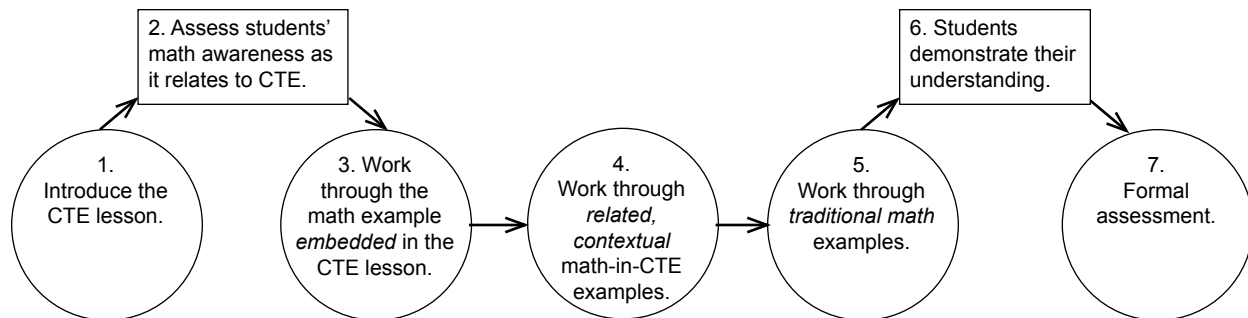 1.
Introduce the
CTE lesson.
2. Assess students’
math awareness as
it relates to CTE.
3. Work
through the
math example
embedded in the
CTE lesson.
4.
Work through
related,
contextual
math-in-CTE
examples.
5.
Work through
traditional math
examples.
6. Students
demonstrate their
understanding.
7.
Formal
assessment.